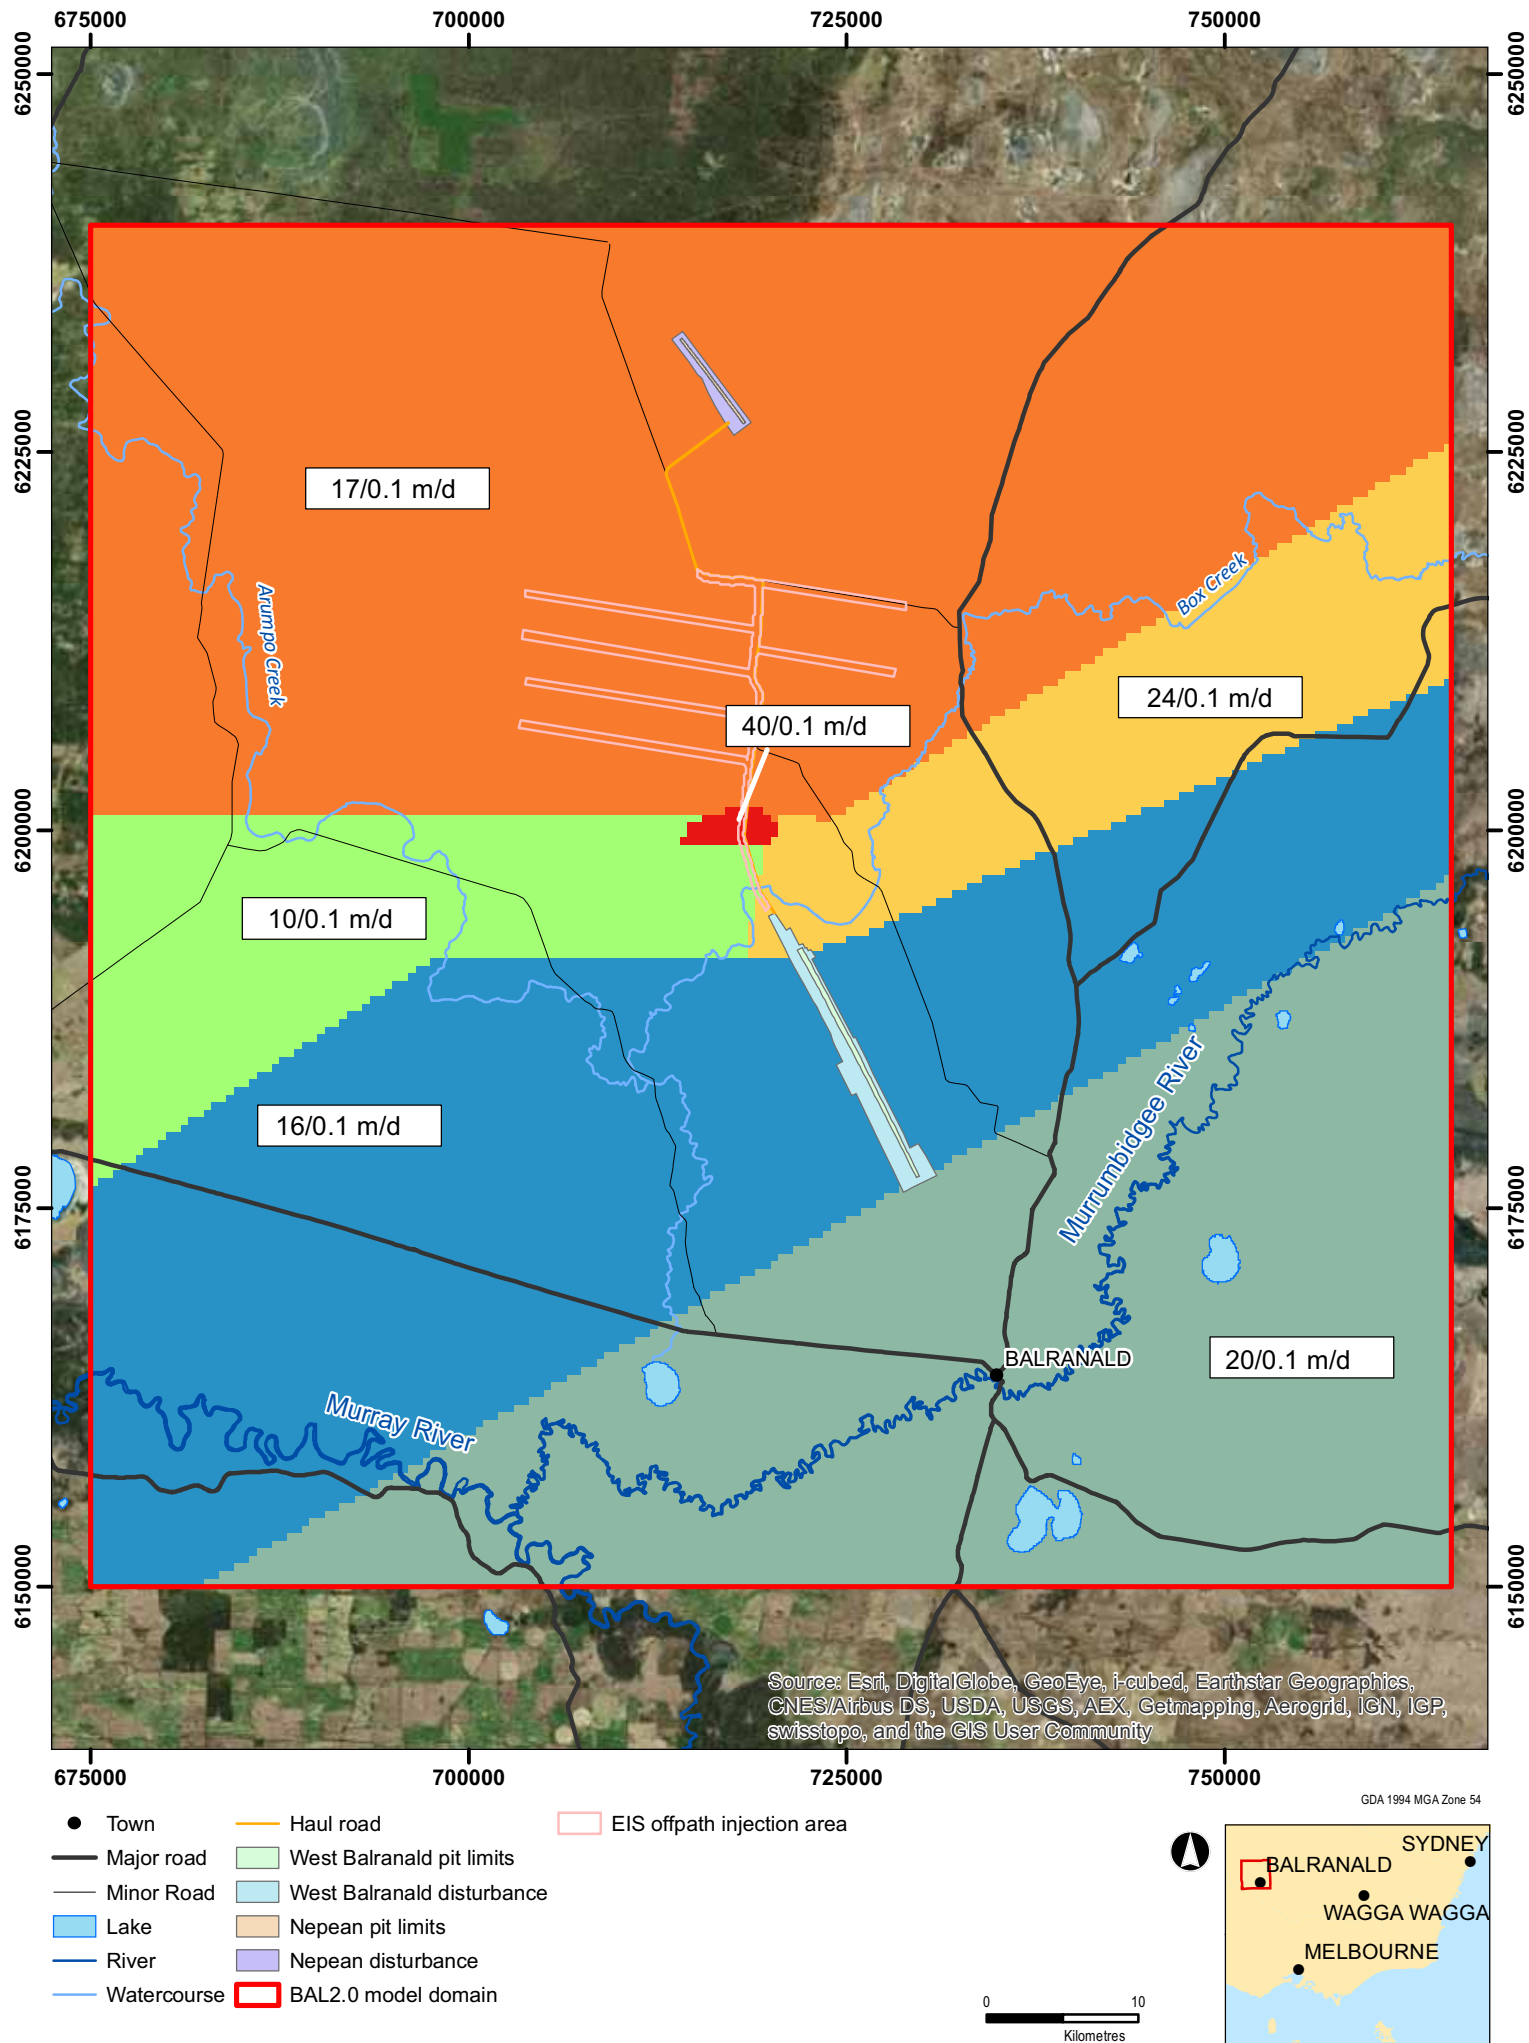 675000
700000
725000
750000
6250000
6250000
6225000
6225000
17/0.1 m/d
Box Creek
Arumpo Creek
24/0.1 m/d
40/0.1 m/d
6200000
6200000
10/0.1 m/d
16/0.1 m/d
Murrumbidgee River
6175000
6175000
BALRANALD
20/0.1 m/d
Murray River
6150000
6150000
Source: Esri, DigitalGlobe, GeoEye, i-cubed, Earthstar Geographics,
CNES/Airbus DS, USDA, USGS, AEX, Getmapping, Aerogrid, IGN, IGP,
swisstopo, and the GIS User Community
675000
700000
725000
750000
GDA 1994 MGA Zone 54
Town
Major road
Minor Road
Lake
River
Watercourse
Haul road
West Balranald pit limits
West Balranald disturbance
Nepean pit limits
Nepean disturbance
BAL2.0 model domain
EIS offpath injection area
0
10
Kilometres
SYDNEY
BALRANALD
WAGGA WAGGA
MELBOURNE